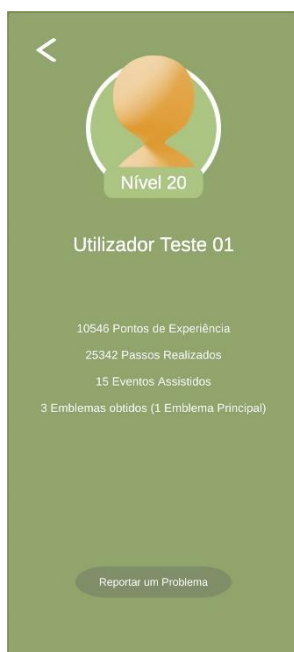 Nível 20
Utilizador Teste 01
10546 Pontos de Experiência
25342 Passos Realizados
15 Eventos Assistidos
3 Emblemas obtidos (1 Emblema Principal)
Reportar um Problema